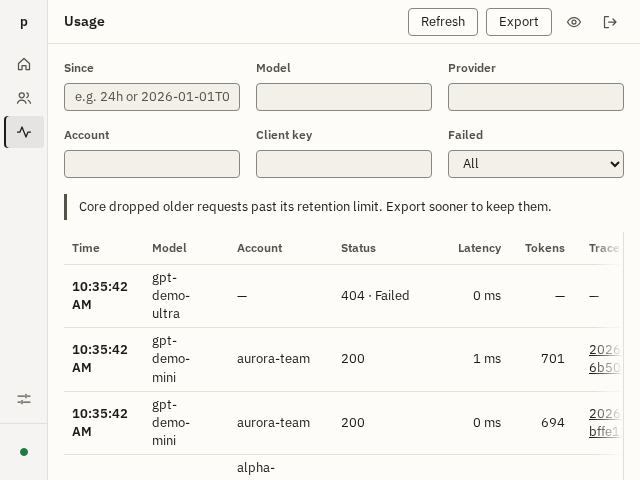 p
Usage
Refresh
Export
Since
Model
Provider
e.g. 24h or 2026-01-01T0
Account
Client key
Failed
All
Core dropped older requests past its retention limit. Export sooner to keep them.
Time Model Account Status Latency Tokens Trace
10:35:42 AM gpt-demo-ultra — 404 · Failed 0 ms — —
10:35:42 AM gpt-demo-mini aurora-team 200 1 ms 701 2026 6b50
10:35:42 AM gpt-demo-mini aurora-team 200 0 ms 694 2026 bffe1
alpha-